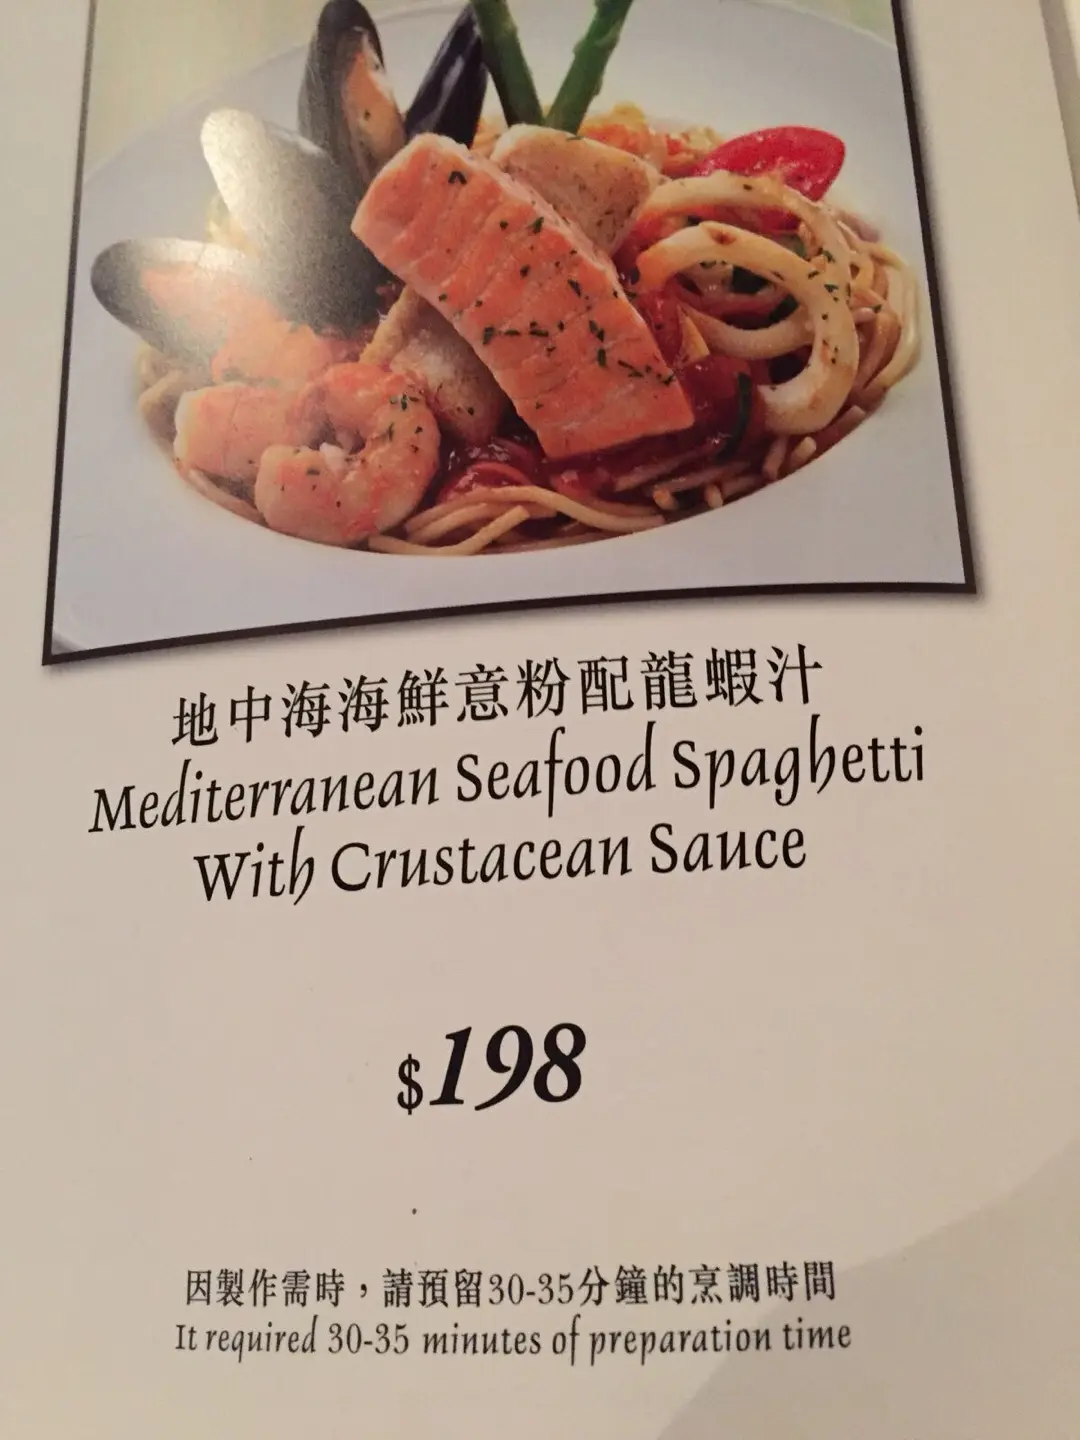 地中海海鮮意粉配龍蝦汁
Mediterranean Seafood Spaghetti
With Crustacean Sauce
$198
因製作需時，請預留30-35分鐘的烹調時間
It required 30-35 minutes of preparation time